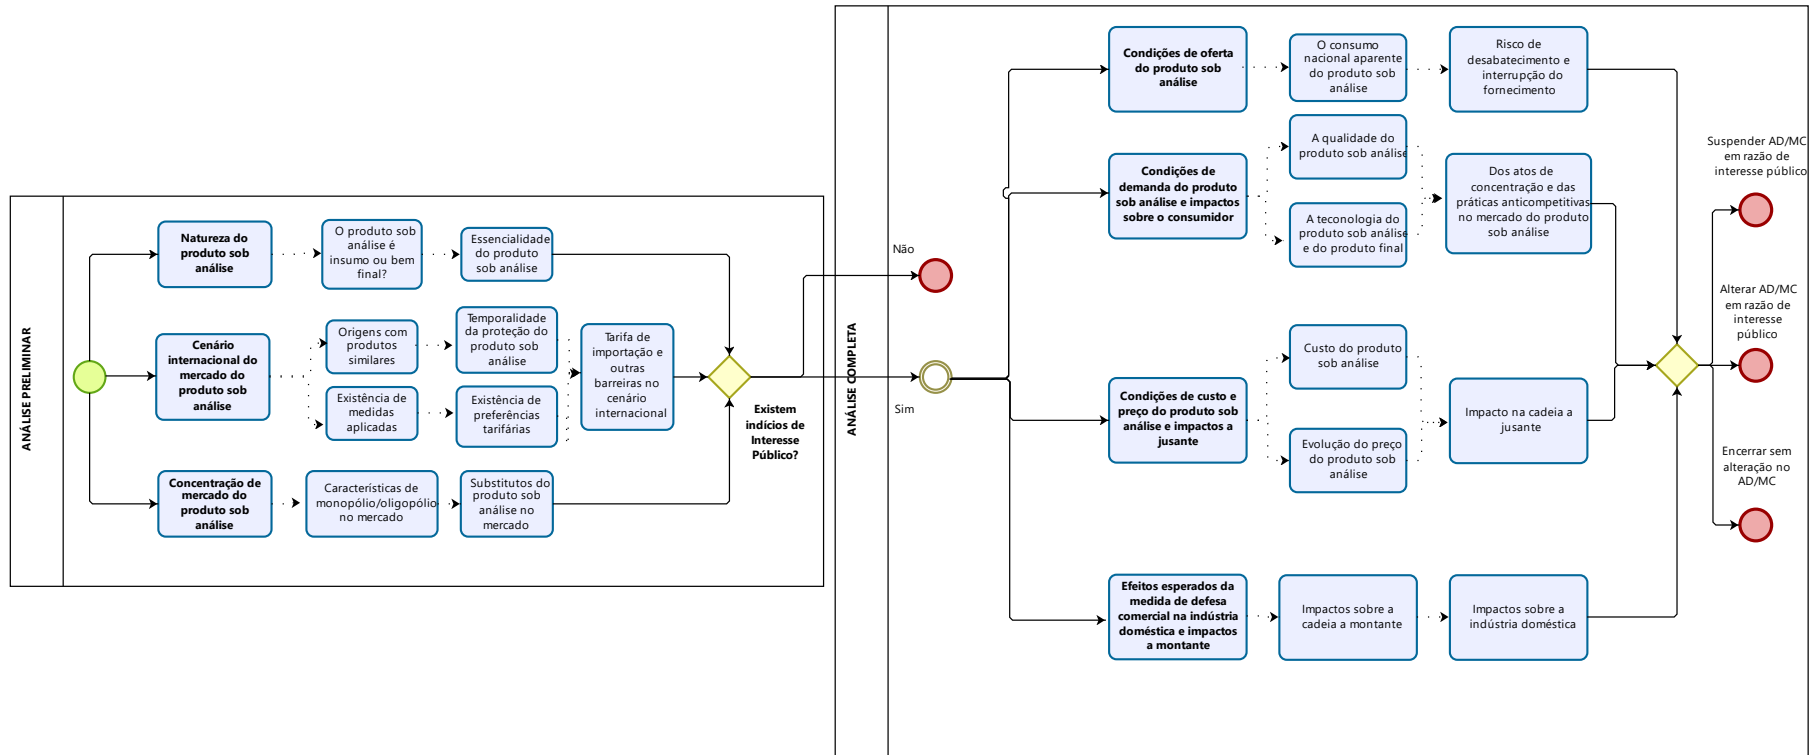 ANÁLISE PRELIMINAR
Natureza do
produto sob
análise
O produto sob
análise é
insumo ou bem
final?
Essencialidade
do produto
sob análise
Cenário
internacional do
mercado do
produto sob
análise
Origens com
produtos
similares
Temporalidade
da proteção do
produto sob
análise
Existência de
medidas
aplicadas
Existência de
preferências
tarifárias
Tarifa de
importação e
outras
barreiras no
cenário
internacional
Concentração de
mercado do
produto sob
análise
Características de
monopólio/oligopólio
no mercado
Substitutos do
produto sob
análise no
mercado
Existem
indícios de
Interesse
Público?
ANÁLISE COMPLETA
Não
Sim
Condições de oferta
do produto sob
análise
O consumo
nacional aparente
do produto sob
análise
Risco de
desabatecimento e
interrupção do
fornecimento
Condições de
demanda do produto
sob análise e impactos
sobre o consumidor
A qualidade do
produto sob análise
A teconologia do
produto sob análise
e do produto final
Dos atos de
concentração e das
práticas anticompetitivas
no mercado do produto
sob análise
Condições de custo e
preço do produto sob
análise e impactos a
jusante
Custo do produto
sob análise
Evolução do preço
do produto sob
análise
Impacto na cadeia a
jusante
Efeitos esperados da
medida de defesa
comercial na indústria
doméstica e impactos
a montante
Impactos sobre a
cadeia a montante
Impactos sobre a
indústria doméstica
Suspender AD/MC
em razão de
interesse público
Alterar AD/MC
em razão de
interesse
público
Encerrar sem
alteração no
AD/MC